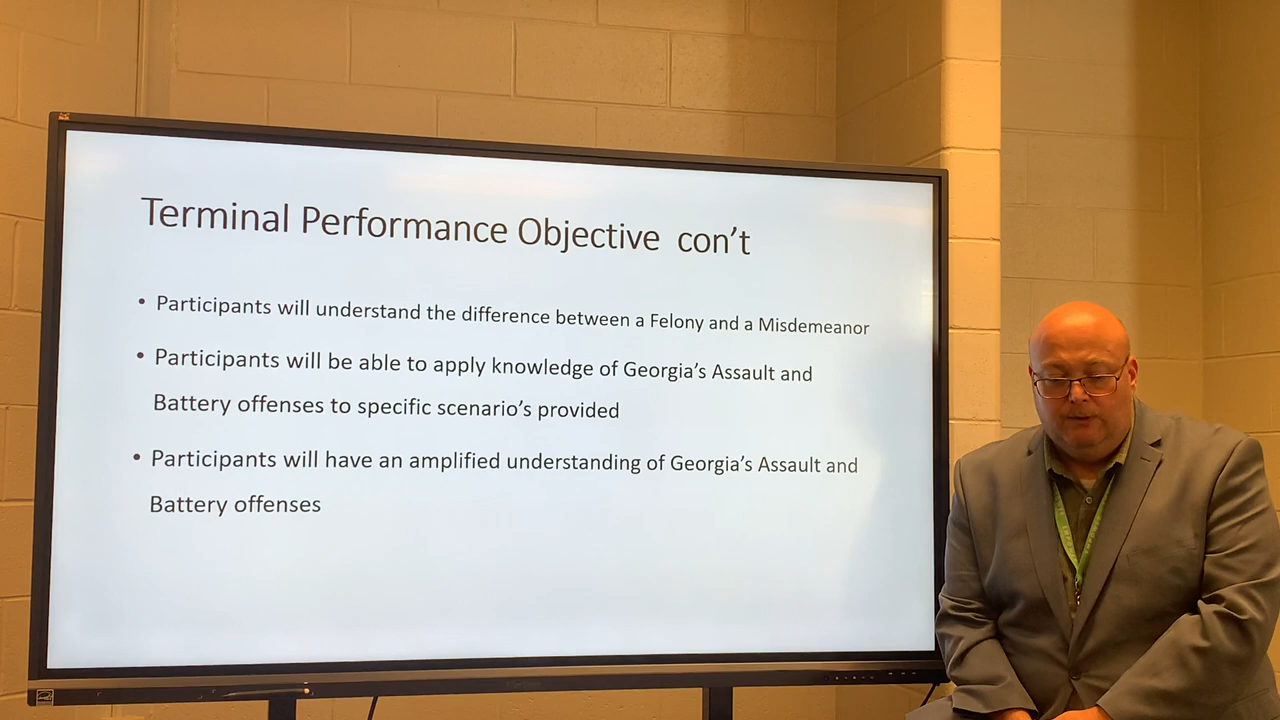 Terminal Performance Objective con't
• Participants will understand the difference between a Felony and a Misdemeanor
• Participants will be able to apply knowledge of Georgia's Assault and
Battery offenses to specific scenario's provided
• Participants will have an amplified understanding of Georgia's Assault and
Battery offenses